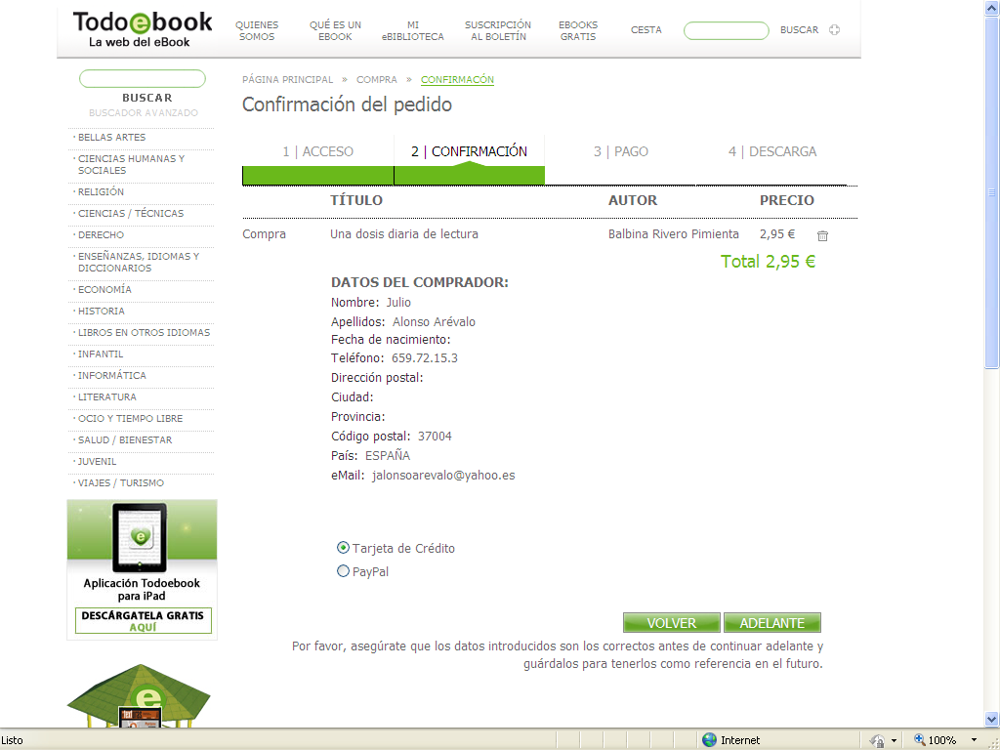 Todoebook
La web del eBook
QUIENES SOMOS
QUÉ ES UN EBOOK
MI eBIBLIOTECA
SUSCRIPCIÓN AL BOLETÍN
EBOOKS GRATIS
CESTA
BUSCAR
BUSCAR
BUSCADOR AVANZADO
· BELLAS ARTES
· CIENCIAS HUMANAS Y
SOCIALES
· RELIGIÓN
· CIENCIAS / TÉCNICAS
· DERECHO
· ENSEÑANZAS, IDIOMAS Y
DICCIONARIOS
· ECONOMÍA
· HISTORIA
· LIBROS EN OTROS IDIOMAS
· INFANTIL
· INFORMÁTICA
· LITERATURA
· OCIO Y TIEMPO LIBRE
· SALUD / BIENESTAR
· JUVENIL
· VIAJES / TURISMO
e
Aplicación Todoebook
para iPad
DESCÁRGATELA GRATIS
AQUÍ
e
PÁGINA PRINCIPAL » COMPRA » CONFIRMACÓN
Confirmación del pedido
1 | ACCESO 2 | CONFIRMACIÓN 3 | PAGO 4 | DESCARGA
TÍTULO AUTOR PRECIO
Compra Una dosis diaria de lectura Balbina Rivero Pimienta 2,95 €
Total 2,95 €
DATOS DEL COMPRADOR:
Nombre: Julio
Apellidos: Alonso Arévalo
Fecha de nacimiento:
Teléfono: 659.72.15.3
Dirección postal:
Ciudad:
Provincia:
Código postal: 37004
País: ESPAÑA
eMail: jalonsoarevalo@yahoo.es
Tarjeta de Crédito
PayPal
VOLVER ADELANTE
Por favor, asegúrate que los datos introducidos son los correctos antes de continuar adelante y
guárdalos para tenerlos como referencia en el futuro.
Listo Internet 100%